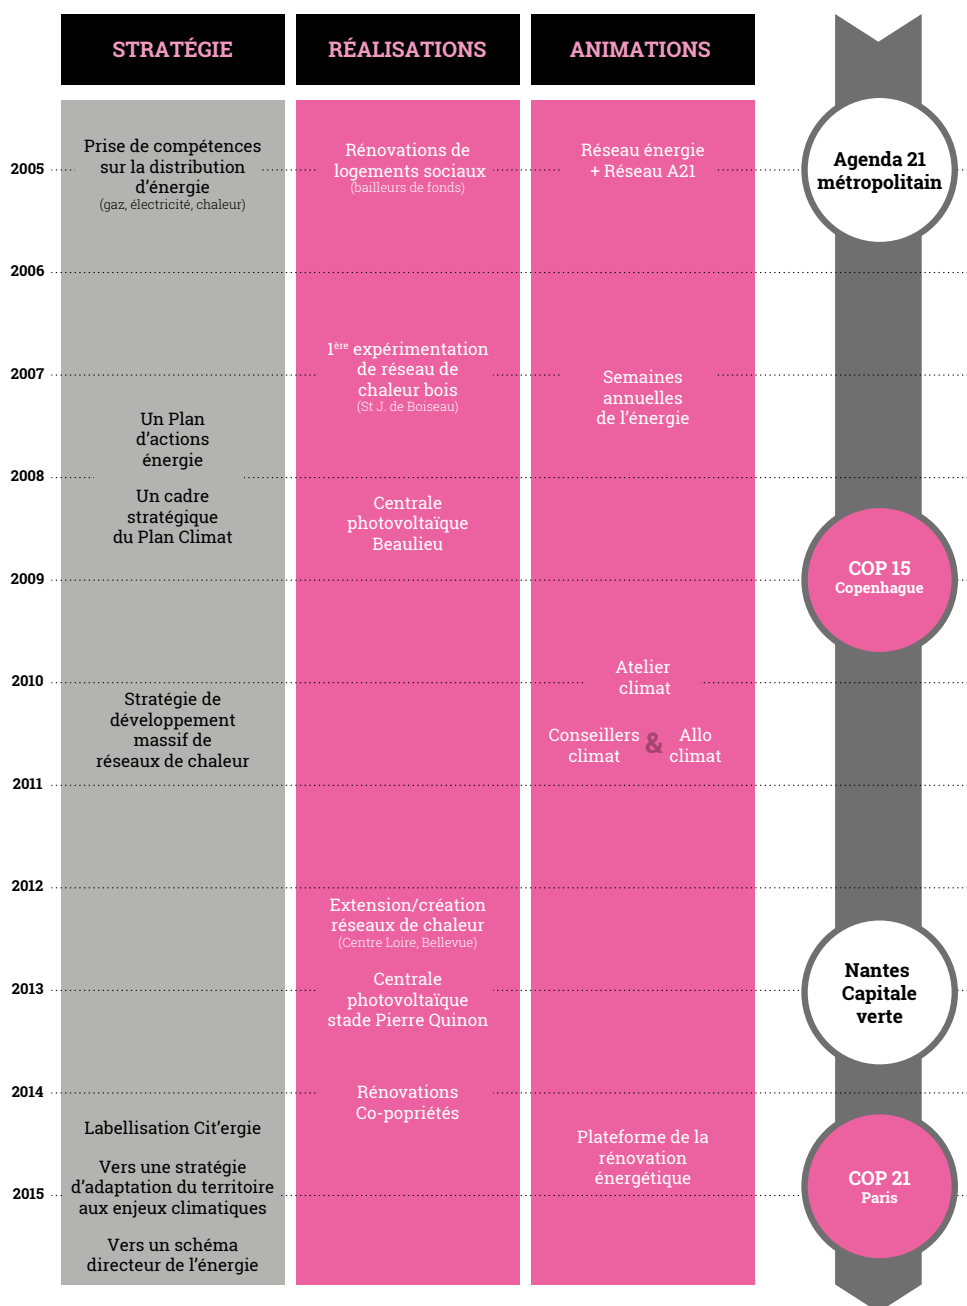 STRATÉGIE
RÉALISATIONS
ANIMATIONS
2005
Prise de compétences
sur la distribution
d'énergie
(gaz, électricité, chaleur)
Rénovations de
logements sociaux
(bailleurs de fonds)
Réseau énergie
+ Réseau A21
Agenda 21
métropolitain
2006
2007
1ère expérimentation
de réseau de
chaleur bois
(St J. de Boiseau)
Semaines
annuelles
de l'énergie
Un Plan
d'actions
énergie
2008
Un cadre
stratégique
du Plan Climat
Centrale
photovoltaïque
Beaulieu
2009
COP 15
Copenhague
2010
Atelier
climat
Stratégie de
développement
massif de
réseaux de chaleur
Conseillers
climat
&
Allo
climat
2011
2012
Extension/création
réseaux de chaleur
(Centre Loire, Bellevue)
2013
Centrale
photovoltaïque
stade Pierre Quinon
Nantes
Capitale
verte
2014
Rénovations
Co-popriétés
Labellisation Cit'ergie
Plateforme de la
rénovation
énergétique
2015
Vers une stratégie
d'adaptation du territoire
aux enjeux climatiques
COP 21
Paris
Vers un schéma
directeur de l'énergie